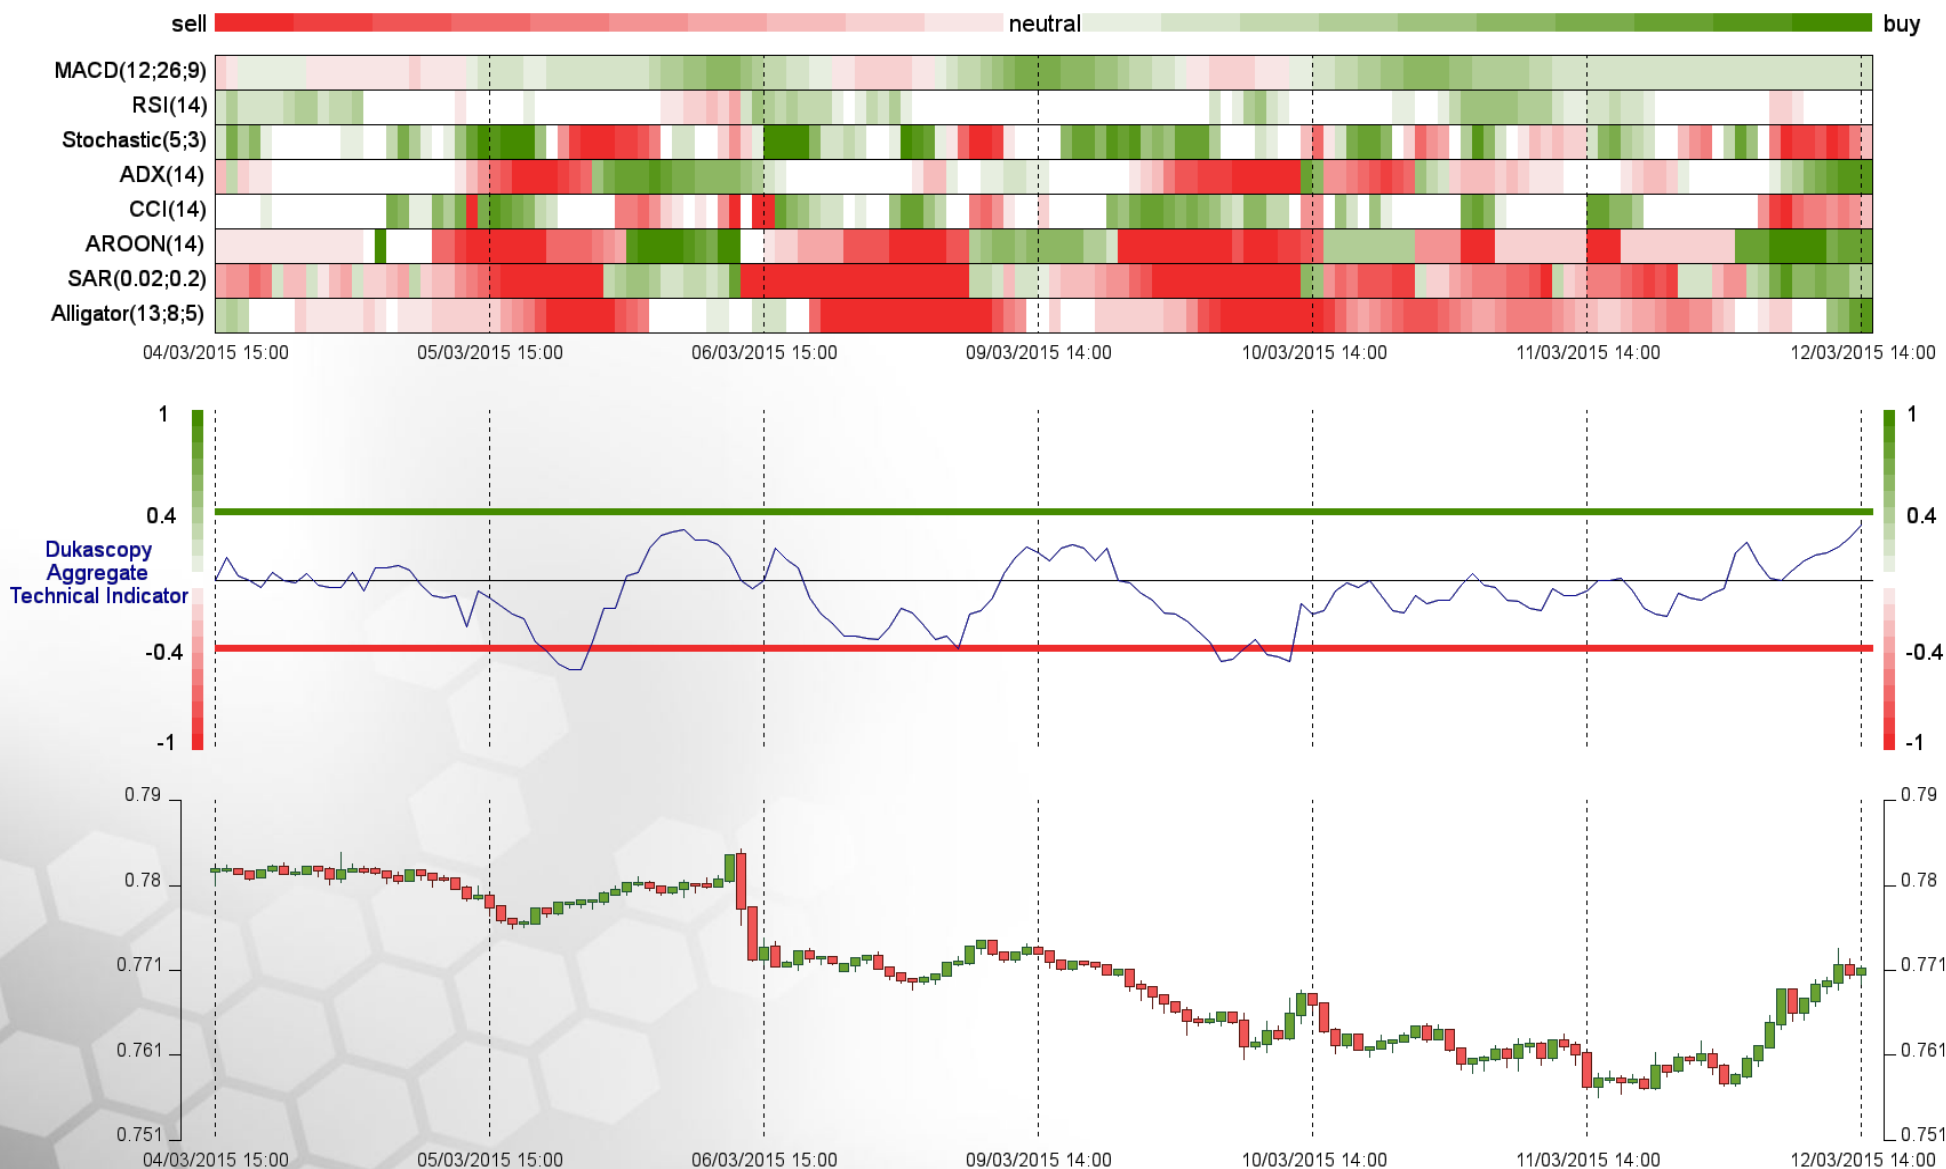 sell neutral buy
MACD(12;26;9)
RSI(14)
Stochastic(5;3)
ADX(14)
CCI(14)
AROON(14)
SAR(0.02;0.2)
Alligator(13;8;5)
04/03/2015 15:00 05/03/2015 15:00 06/03/2015 15:00 09/03/2015 14:00 10/03/2015 14:00 11/03/2015 14:00 12/03/2015 14:00
1 1
0.4 0.4
Dukascopy
Aggregate
Technical Indicator
-0.4 -0.4
-1 -1
0.79 0.79
0.78 0.78
0.771 0.771
0.761 0.761
0.751 0.751
04/03/2015 15:00 05/03/2015 15:00 06/03/2015 15:00 09/03/2015 14:00 10/03/2015 14:00 11/03/2015 14:00 12/03/2015 14:00